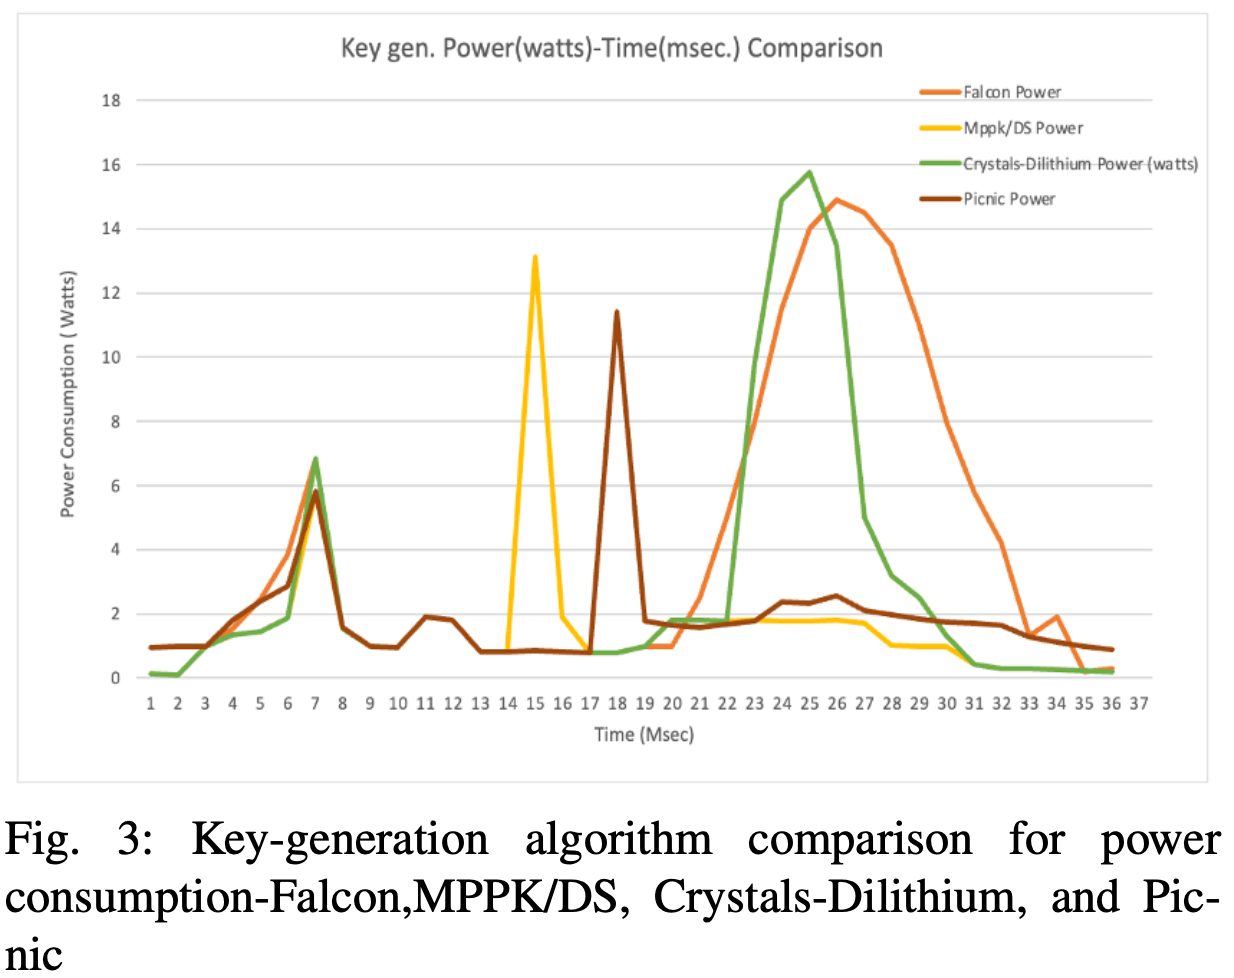 Key gen. Power(watts)-Time(msec.) Comparison
Falcon Power
Mppk/DS Power
Crystals-Dilithium Power (watts)
Picnic Power
18
16
14
12
10
8
6
4
2
0
Power Consumption ( Watts)
1 2 3 4 5 6 7 8 9 10 11 12 13 14 15 16 17 18 19 20 21 22 23 24 25 26 27 28 29 30 31 32 33 34 35 36 37
Time (Msec)
Fig. 3: Key-generation algorithm comparison for power
consumption-Falcon,MPPK/DS, Crystals-Dilithium, and Pic-
nic